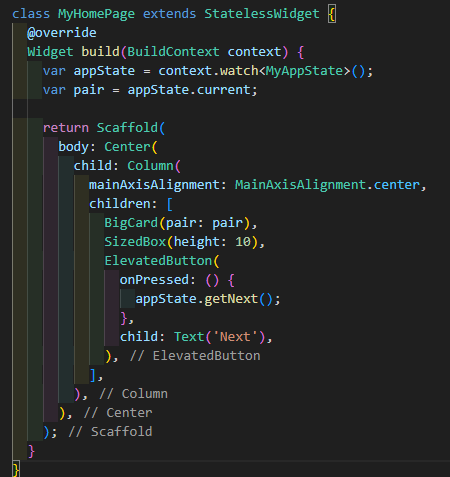 class MyHomePage extends StatelessWidget {
  @override
  Widget build(BuildContext context) {
    var appState = context.watch<MyAppState>();
    var pair = appState.current;

    return Scaffold(
      body: Center(
        child: Column(
          mainAxisAlignment: MainAxisAlignment.center,
          children: [
            BigCard(pair: pair),
            SizedBox(height: 10),
            ElevatedButton(
              onPressed: () {
                appState.getNext();
              },
              child: Text('Next'),
            ), // ElevatedButton
          ],
        ), // Column
      ), // Center
    ); // Scaffold
  }
}